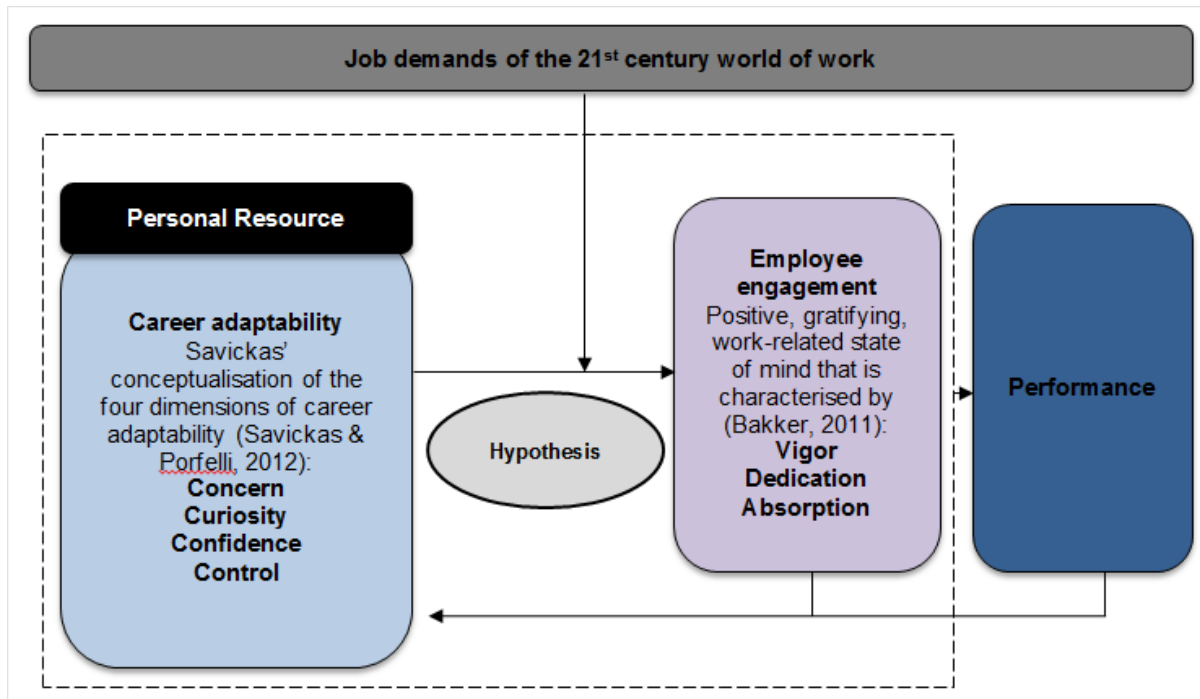 Job demands of the 21st century world of work
Personal Resource
Career adaptability
Savickas’
conceptualisation of the
four dimensions of career
adaptability (Savickas &
Porfelli, 2012):
Concern
Curiosity
Confidence
Control
Hypothesis
Employee
engagement
Positive, gratifying,
work-related state
of mind that is
characterised by
(Bakker, 2011):
Vigor
Dedication
Absorption
Performance